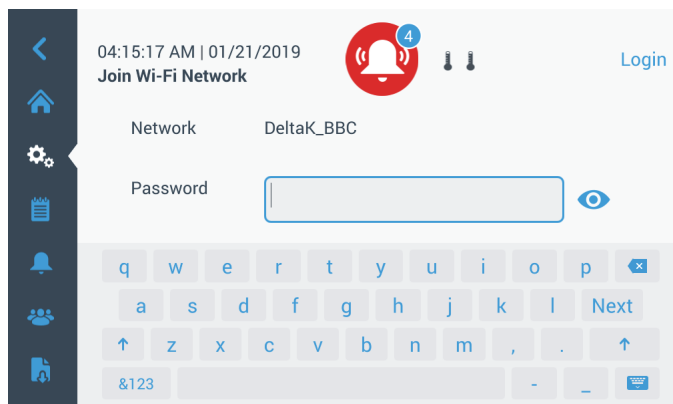 04:15:17 AM | 01/21/2019
4
Login
Join Wi-Fi Network
Network DeltaK_BBC
Password
q w e r t y u i o p
a s d f g h j k l Next
z x c v b n m , .
&123 - _